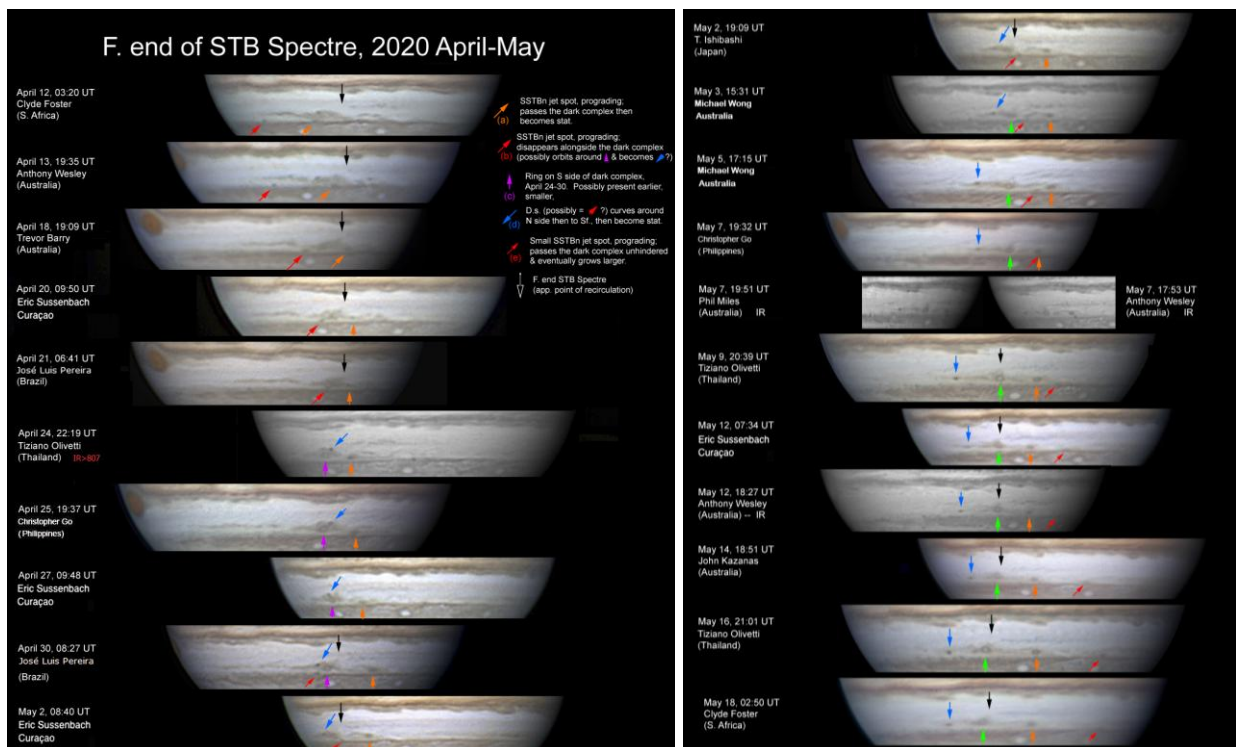 F. end of STB Spectre, 2020 April-May
April 12, 03:20 UT
Clyde Foster
(S. Africa)
April 13, 19:35 UT
Anthony Wesley
(Australia)
April 18, 19:09 UT
Trevor Barry
(Australia)
April 20, 09:50 UT
Eric Sussenbach
Curaçao
April 21, 06:41 UT
José Luis Pereira
(Brazil)
April 24, 22:19 UT
Tiziano Olivetti
(Thailand) IR>807
April 25, 19:37 UT
Christopher Go
(Philippines)
April 27, 09:48 UT
Eric Sussenbach
Curaçao
April 30, 08:27 UT
José Luis Pereira
(Brazil)
May 2, 08:40 UT
Eric Sussenbach
Curaçao
(a) SSTBn jet spot, prograding;
passes the dark complex then
becomes stat.
SSTBn jet spot, prograding;
disappears alongside the dark complex
(b) (possibly orbits around & becomes ?)
Ring on S side of dark complex,
April 24-30. Possibly present earlier,
(c) smaller,
D.s. (possibly = ?) curves around
(d) N side then to Sf., then become stat.
Small SSTBn jet spot, prograding;
passes the dark complex unhindered
(e) & eventually grows larger.
F. end STB Spectre
(app. point of recirculation)
May 2, 19:09 UT
T. Ishibashi
(Japan)
May 3, 15:31 UT
Michael Wong
Australia
May 5, 17:15 UT
Michael Wong
Australia
May 7, 19:32 UT
Christopher Go
(Philippines)
May 7, 19:51 UT
Phil Miles
(Australia) IR
May 7, 17:53 UT
Anthony Wesley
(Australia) IR
May 9, 20:39 UT
Tiziano Olivetti
(Thailand)
May 12, 07:34 UT
Eric Sussenbach
Curaçao
May 12, 18:27 UT
Anthony Wesley
(Australia) -- IR
May 14, 18:51 UT
John Kazanas
(Australia)
May 16, 21:01 UT
Tiziano Olivetti
(Thailand)
May 18, 02:50 UT
Clyde Foster
(S. Africa)